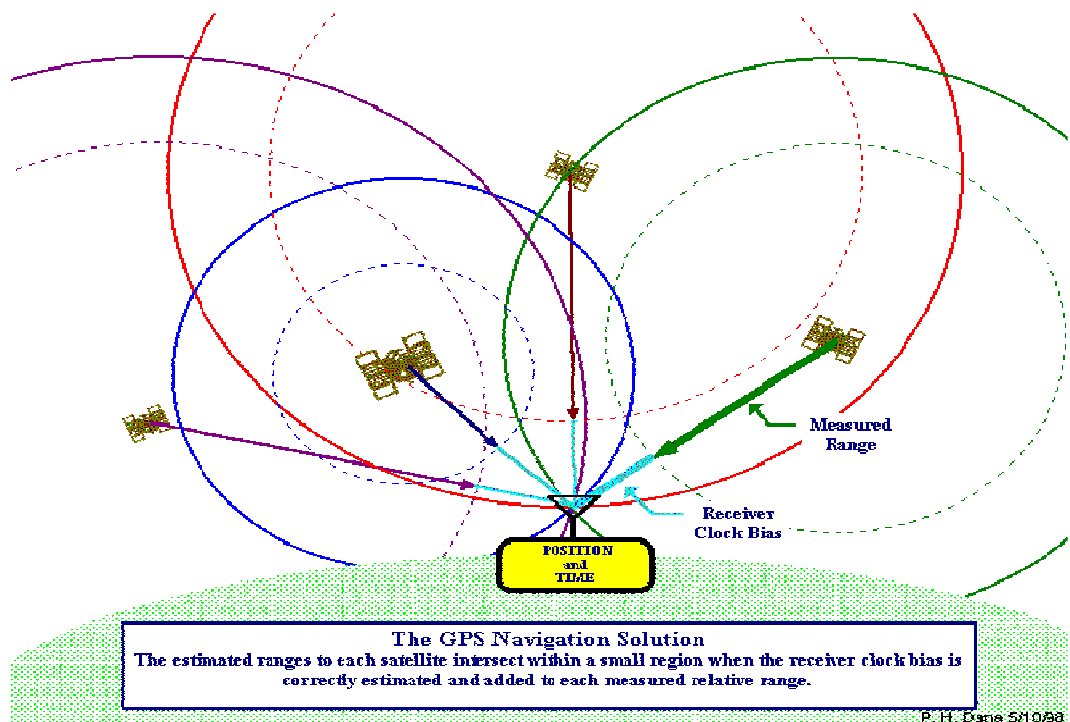 Measured
Range
Receiver
Clock Bias
POSITION
and
TIME
The GPS Navigation Solution
The estimated ranges to each satellite intersect within a small region when the receiver clock bias is
correctly estimated and added to each measured relative range.
P. H. Dana 5/10/98